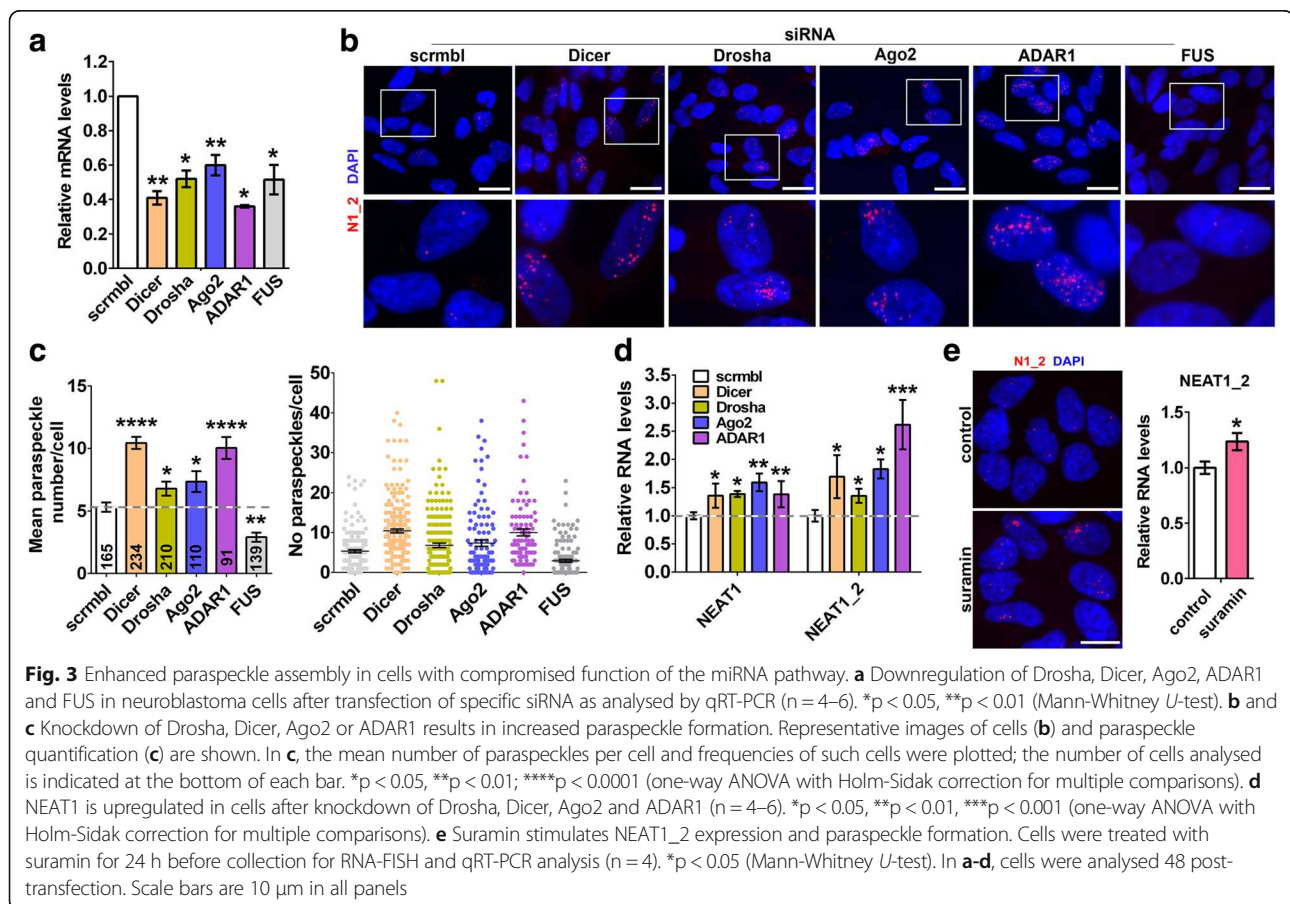 a
Relative mRNA levels
1.0
0.8
0.6
0.4
0.2
0.0
**
*
**
*
*
scrmbl
Dicer
Drosha
Ago2
ADAR1
FUS
b
siRNA
scrmbl Dicer Drosha Ago2 ADAR1 FUS
N1_2 DAPI
c
Mean paraspeckle
number/cell
15
10
5
0
****
*
*
****
**
165
234
210
110
91
139
scrmbl
Dicer
Drosha
Ago2
ADAR1
FUS
No paraspeckles/cell
50
40
30
20
10
0
scrmbl
Dicer
Drosha
Ago2
ADAR1
FUS
d
Relative RNA levels
3.5
3.0
2.5
2.0
1.5
1.0
0.5
0.0
scrmbl
Dicer
Drosha
Ago2
ADAR1
*
*
**
**
*
*
*
***
NEAT1
NEAT1_2
e
N1_2 DAPI
control
suramin
NEAT1_2
Relative RNA levels
1.5
1.0
0.5
0.0
*
control
suramin
Fig. 3 Enhanced paraspeckle assembly in cells with compromised function of the miRNA pathway. a Downregulation of Drosha, Dicer, Ago2, ADAR1
and FUS in neuroblastoma cells after transfection of specific siRNA as analysed by qRT-PCR (n = 4–6). *p < 0.05, **p < 0.01 (Mann-Whitney U-test). b and
c Knockdown of Drosha, Dicer, Ago2 or ADAR1 results in increased paraspeckle formation. Representative images of cells (b) and paraspeckle
quantification (c) are shown. In c, the mean number of paraspeckles per cell and frequencies of such cells were plotted; the number of cells analysed
is indicated at the bottom of each bar. *p < 0.05, **p < 0.01; ****p < 0.0001 (one-way ANOVA with Holm-Sidak correction for multiple comparisons). d
NEAT1 is upregulated in cells after knockdown of Drosha, Dicer, Ago2 and ADAR1 (n = 4–6). *p < 0.05, **p < 0.01, ***p < 0.001 (one-way ANOVA with
Holm-Sidak correction for multiple comparisons). e Suramin stimulates NEAT1_2 expression and paraspeckle formation. Cells were treated with
suramin for 24 h before collection for RNA-FISH and qRT-PCR analysis (n = 4). *p < 0.05 (Mann-Whitney U-test). In a-d, cells were analysed 48 post-
transfection. Scale bars are 10 μm in all panels